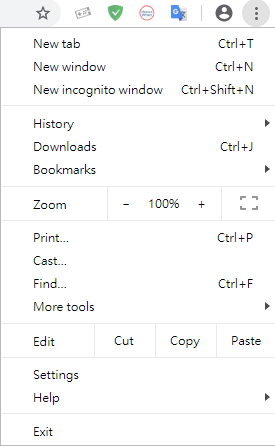 New tab Ctrl+T
New window Ctrl+N
New incognito window Ctrl+Shift+N
History
Downloads Ctrl+J
Bookmarks
Zoom − 100% +
Print... Ctrl+P
Cast...
Find... Ctrl+F
More tools
Edit Cut Copy Paste
Settings
Help
Exit